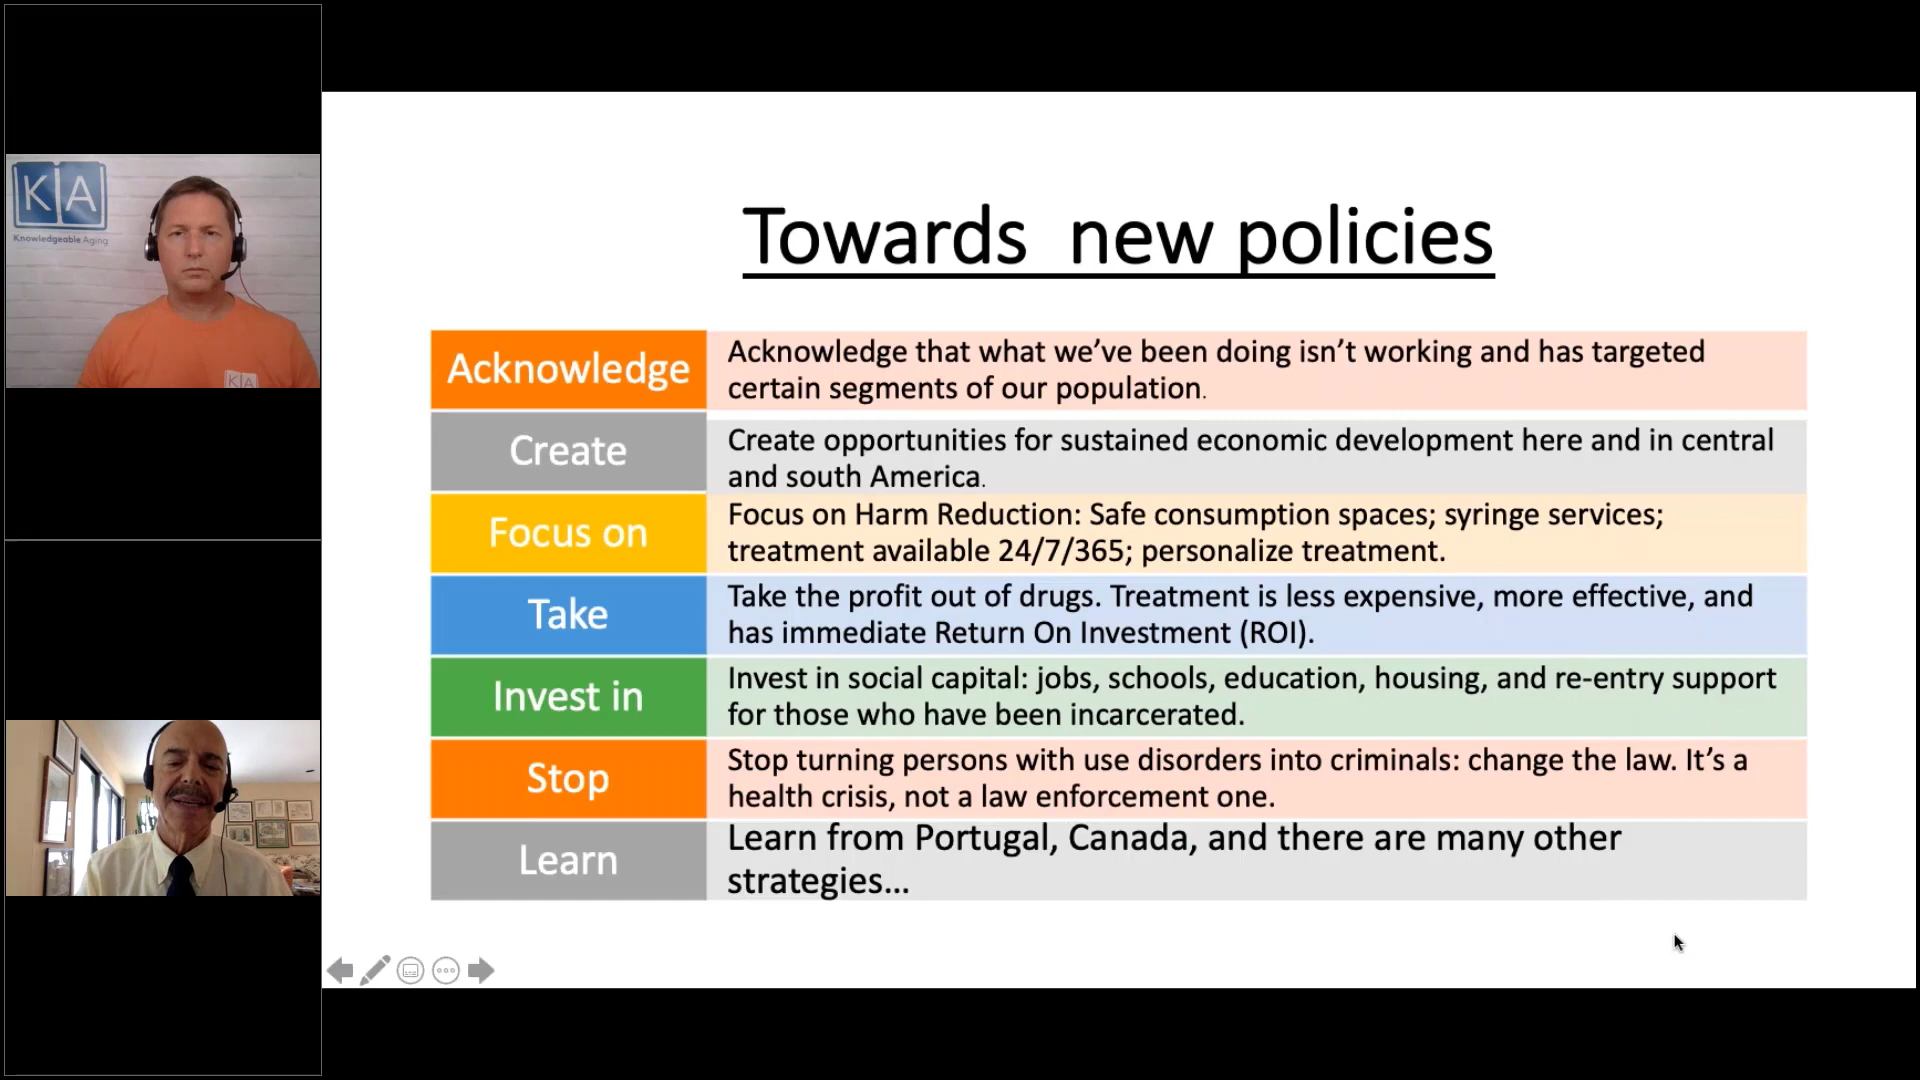 K A
Knowledgeable Aging
KA
Towards  new policies
Acknowledge
Acknowledge that what we’ve been doing isn’t working and has targeted
certain segments of our population.
Create
Create opportunities for sustained economic development here and in central
and south America.
Focus on
Focus on Harm Reduction: Safe consumption spaces; syringe services;
treatment available 24/7/365; personalize treatment.
Take
Take the profit out of drugs. Treatment is less expensive, more effective, and
has immediate Return On Investment (ROI).
Invest in
Invest in social capital: jobs, schools, education, housing, and re-entry support
for those who have been incarcerated.
Stop
Stop turning persons with use disorders into criminals: change the law. It’s a
health crisis, not a law enforcement one.
Learn
Learn from Portugal, Canada, and there are many other
strategies...